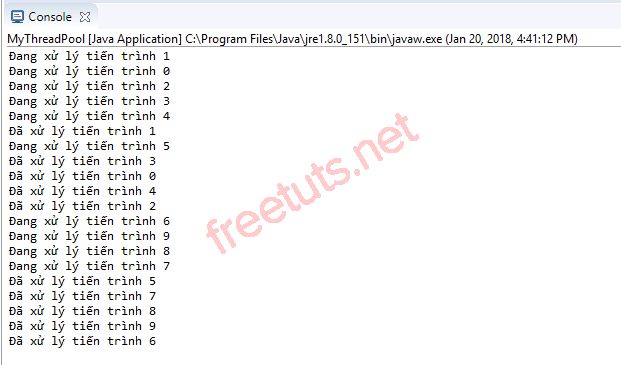 Console
MyThreadPool [Java Application] C:\Program Files\Java\jre1.8.0_151\bin\javaw.exe (Jan 20, 2018, 4:41:12 PM)
Đang xử lý tiến trình 1
Đang xử lý tiến trình 0
Đang xử lý tiến trình 2
Đang xử lý tiến trình 3
Đang xử lý tiến trình 4
Đã xử lý tiến trình 1
Đang xử lý tiến trình 5
Đã xử lý tiến trình 3
Đã xử lý tiến trình 0
Đã xử lý tiến trình 4
Đã xử lý tiến trình 2
Đang xử lý tiến trình 6
Đang xử lý tiến trình 9
Đang xử lý tiến trình 8
Đang xử lý tiến trình 7
Đã xử lý tiến trình 5
Đã xử lý tiến trình 7
Đã xử lý tiến trình 8
Đã xử lý tiến trình 9
Đã xử lý tiến trình 6
freetuts.net